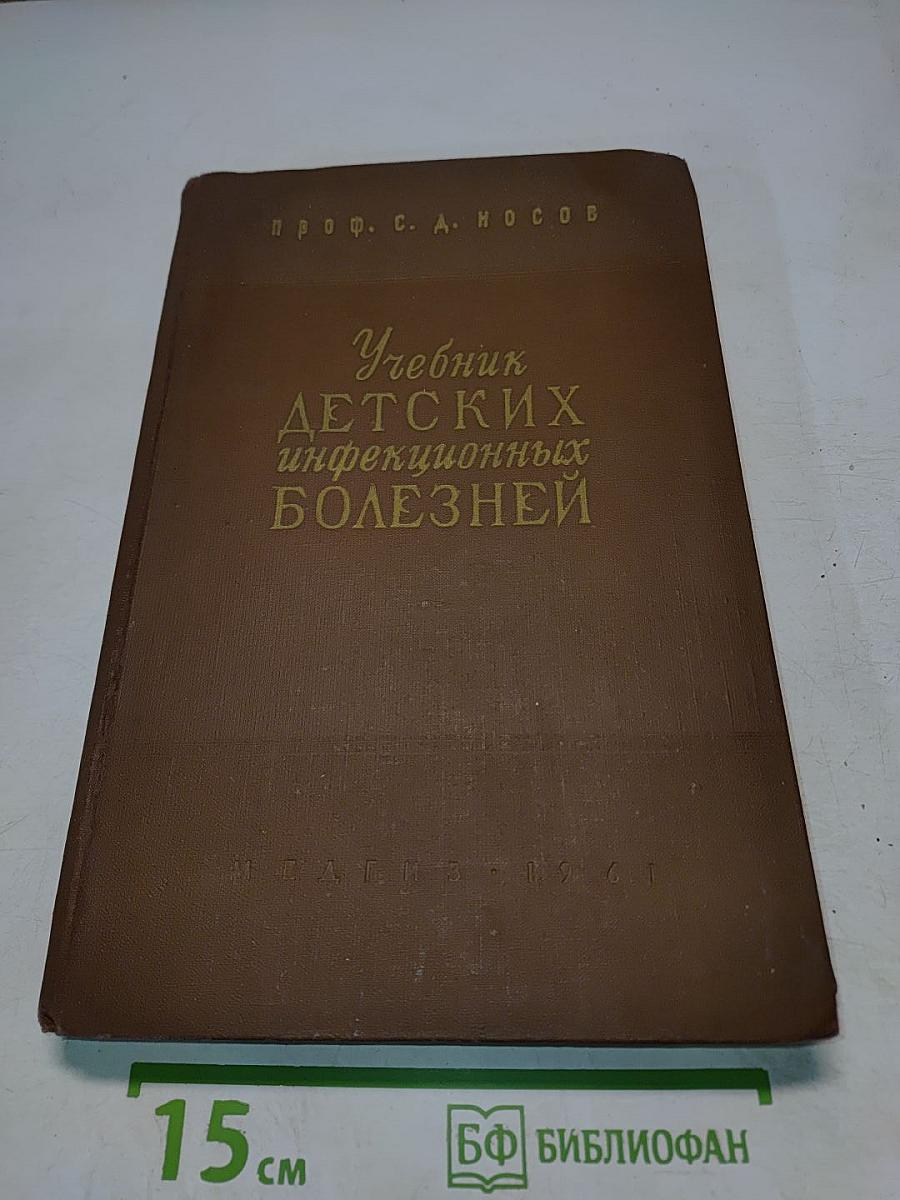 Проф. С. Д. НОСОВ
Учебник
ДЕТСКИХ
инфекционных
БОЛЕЗНЕЙ
МЕДГИЗ · 1961
15 см
БФ БИБЛИОФАН